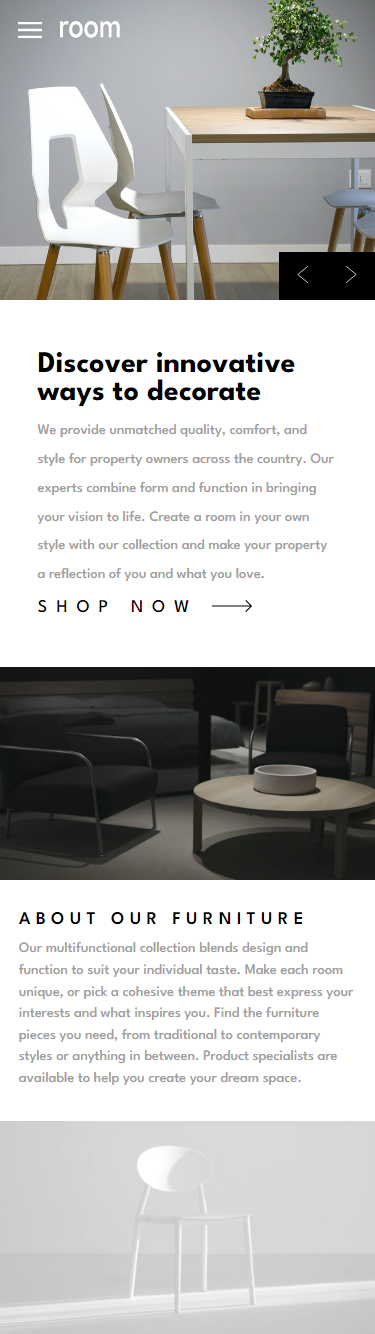 room
Discover innovative
ways to decorate
We provide unmatched quality, comfort, and
style for property owners across the country. Our
experts combine form and function in bringing
your vision to life. Create a room in your own
style with our collection and make your property
a reflection of you and what you love.
SHOP NOW
ABOUT OUR FURNITURE
Our multifunctional collection blends design and
function to suit your individual taste. Make each room
unique, or pick a cohesive theme that best express your
interests and what inspires you. Find the furniture
pieces you need, from traditional to contemporary
styles or anything in between. Product specialists are
available to help you create your dream space.